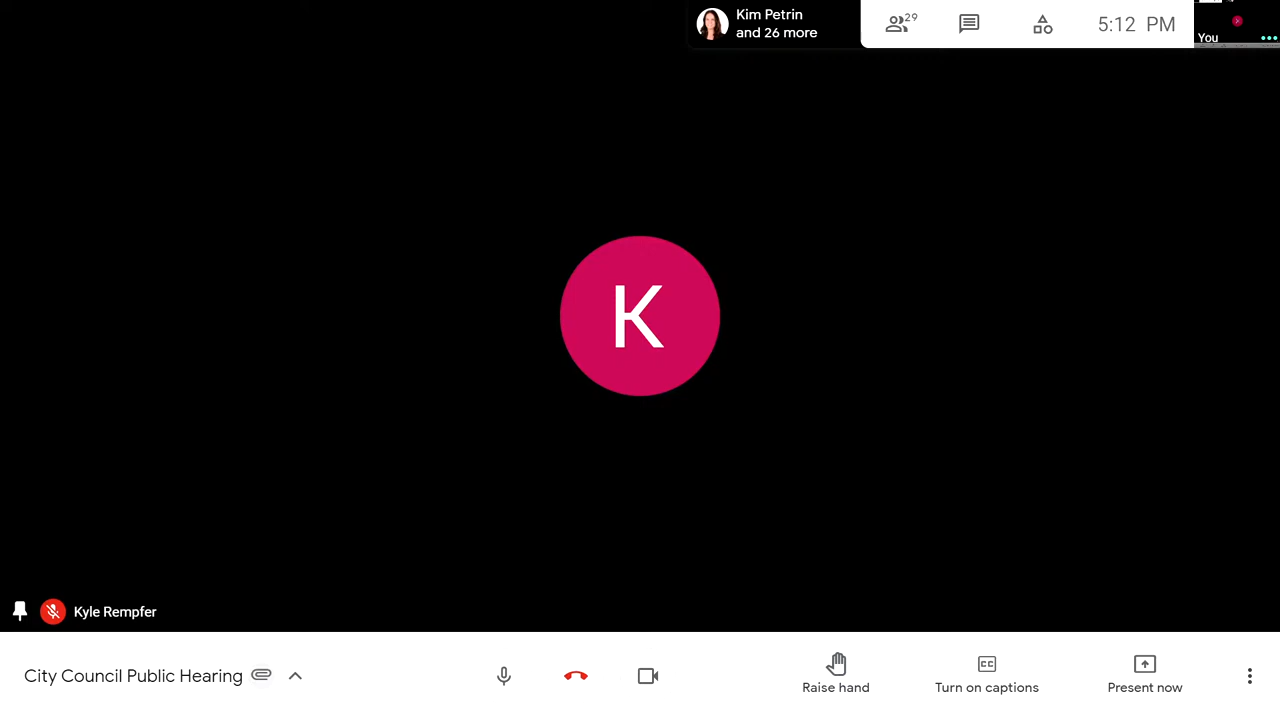 Kim Petrin
and 26 more
29
5:12 PM
You
K
Kyle Rempfer
City Council Public Hearing
Raise hand
CC
Turn on captions
Present now